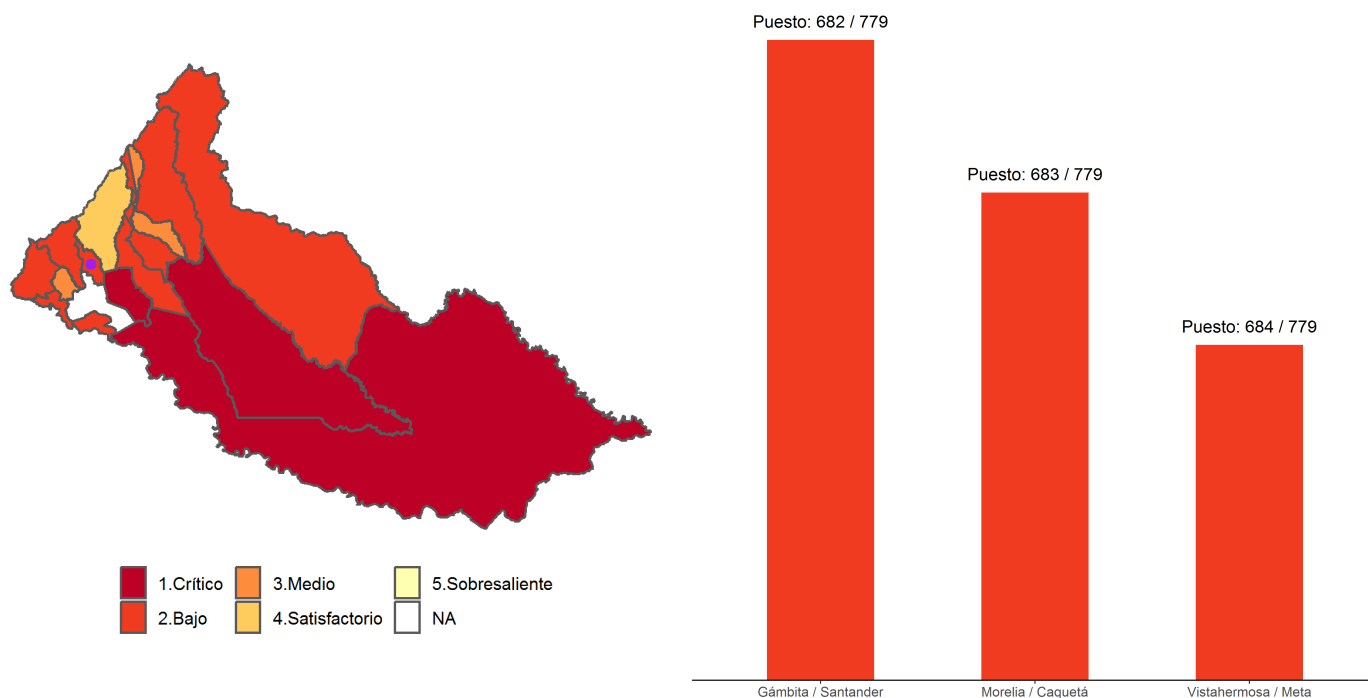 Puesto: 682 / 779
Puesto: 683 / 779
Puesto: 684 / 779
1.Crítico
3.Medio
5.Sobresaliente
2.Bajo
4.Satisfactorio
NA
Gámbita / Santander
Morelia / Caquetá
Vistahermosa / Meta